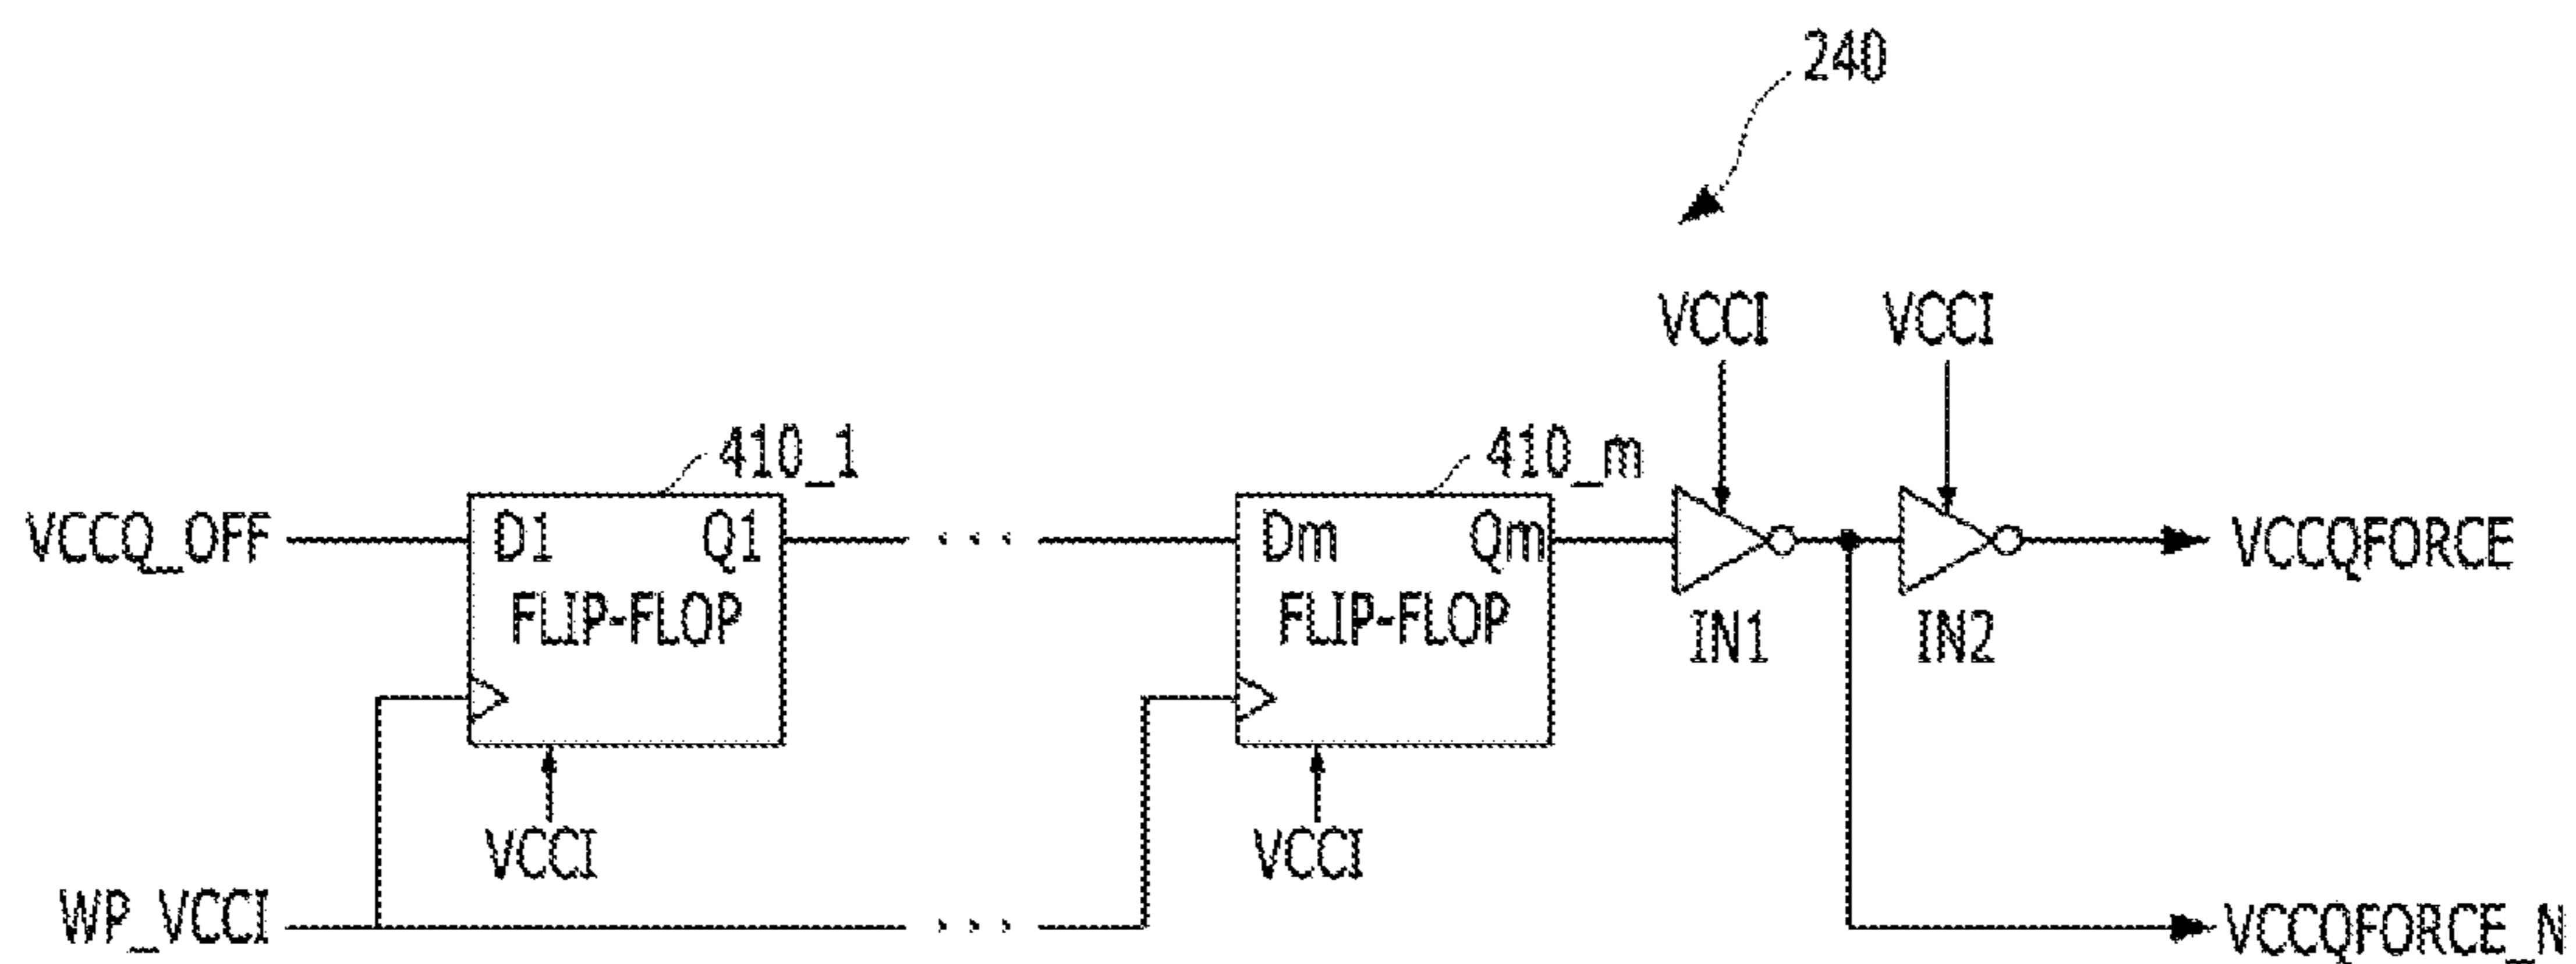 240
VCCI VCCI
410_1 410_m
VCCQ_OFF D1 Q1 . . . Dm Qm VCCQFORCE
FLIP-FLOP FLIP-FLOP IN1 IN2
VCCI VCCI
WP_VCCI . . . VCCQFORCE_N